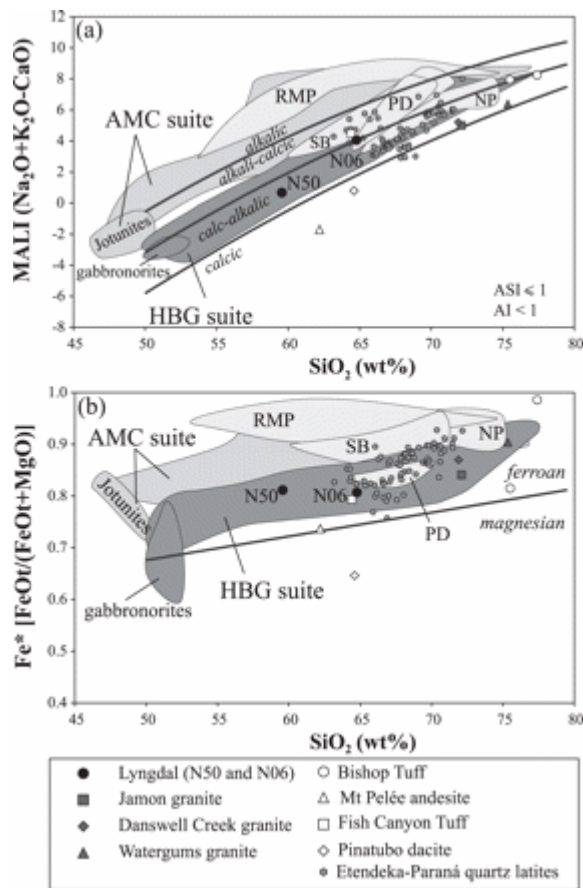 (a)
MALI (Na₂O+K₂O-CaO)
12
10
8
6
4
2
0
-2
-4
-6
-8
RMP
AMC suite
PD
NP
alkalic
alkali-calcic
SB
N06
N50
calc-alkalic
Jotunites
calcic
gabbronorites
HBG suite
ASI ⩽ 1
AI < 1
45 50 55 60 65 70 75 80
SiO₂ (wt%)
(b)
Fe* [FeOt/(FeOt+MgO)]
1.0
0.9
0.8
0.7
0.6
0.5
0.4
RMP
AMC suite
SB
NP
Jotunites
N50
N06
ferroan
PD
magnesian
HBG suite
gabbronorites
45 50 55 60 65 70 75 80
SiO₂ (wt%)
Lyngdal (N50 and N06)
Jamon granite
Danswell Creek granite
Watergums granite
Bishop Tuff
Mt Pelée andesite
Fish Canyon Tuff
Pinatubo dacite
Etendeka-Paraná quartz latites